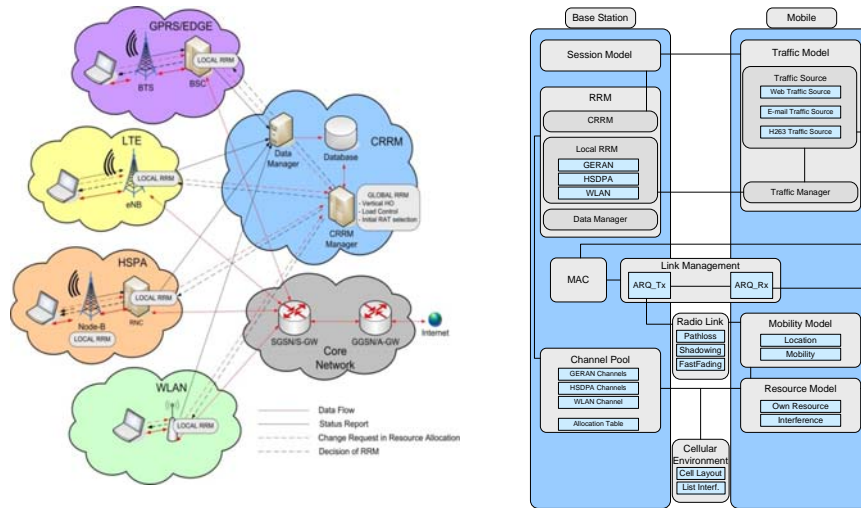 GPRS/EDGE
LOCAL RRM
BTS
BSC
LTE
LOCAL RRM
eNB
HSPA
LOCAL RRM
Node-B
RNC
LOCAL RRM
WLAN
LOCAL RRM
CRRM
Data
Manager
Database
GLOBAL RRM
- Vertical HO
- Load Control
- Initial RAT selection
CRRM
Manager
SGSN/S-GW
GGSN/A-GW
Core
Network
Internet
Data Flow
Status Report
Change Request in Resource Allocation
Decision of RRM
Base Station
Session Model
RRM
CRRM
Local RRM
GERAN
HSDPA
WLAN
Data Manager
MAC
Link Management
ARQ_Tx
ARQ_Rx
Radio Link
Pathloss
Shadowing
FastFading
Channel Pool
GERAN Channels
HSDPA Channels
WLAN Channel
Allocation Table
Cellular
Environment
Cell Layout
List Interf.
Mobile
Traffic Model
Traffic Source
Web Traffic Source
E-mail Traffic Source
H263 Traffic Source
Traffic Manager
Mobility Model
Location
Mobility
Resource Model
Own Resource
Interference